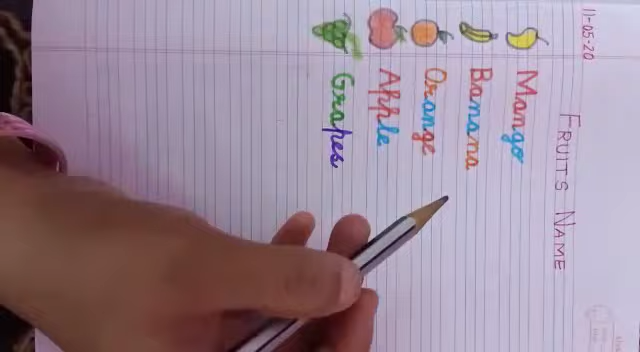 11-05-20
FRUITS NAME
Mango
Banana
Orange
Apple
Grapes